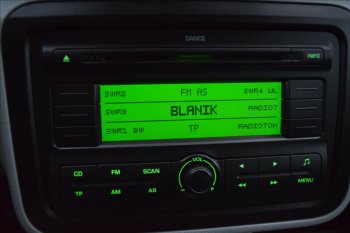 DANCE
INFO
SWR2 FM AS SWR4 UL
SWR3 BLANIK RADIO7
SWR1 BW TP RADIOTON
CD FM SCAN VOL
TP AM AS MENU